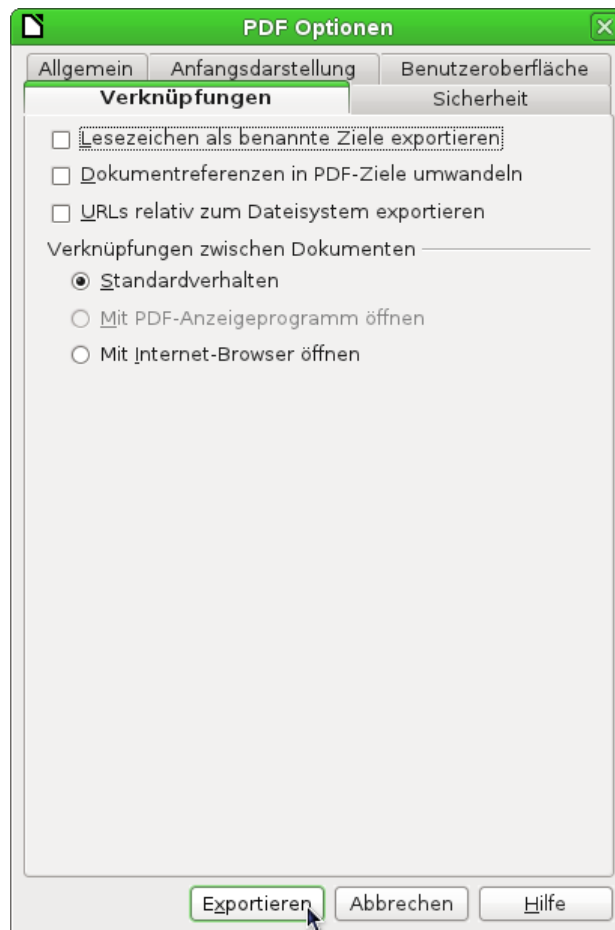 PDF Optionen
Allgemein Anfangsdarstellung Benutzeroberfläche
Verknüpfungen Sicherheit
Lesezeichen als benannte Ziele exportieren
Dokumentreferenzen in PDF-Ziele umwandeln
URLs relativ zum Dateisystem exportieren
Verknüpfungen zwischen Dokumenten
Standardverhalten
Mit PDF-Anzeigeprogramm öffnen
Mit Internet-Browser öffnen
Exportieren Abbrechen Hilfe